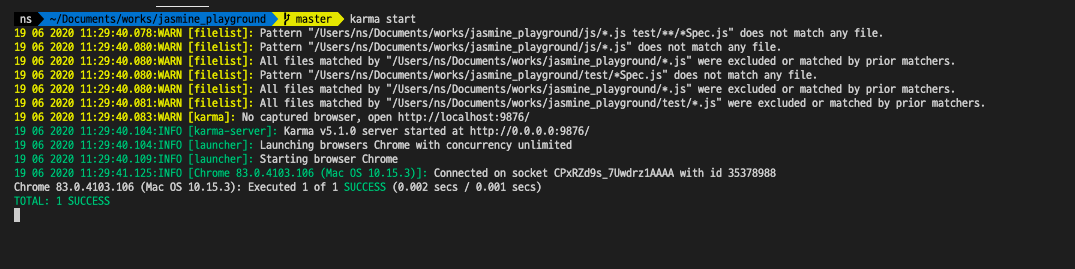 ns ~/Documents/works/jasmine_playground master karma start
19 06 2020 11:29:40.078:WARN [filelist]: Pattern "/Users/ns/Documents/works/jasmine_playground/js/*.js test/**/*Spec.js" does not match any file.
19 06 2020 11:29:40.080:WARN [filelist]: Pattern "/Users/ns/Documents/works/jasmine_playground/js/*.js" does not match any file.
19 06 2020 11:29:40.080:WARN [filelist]: All files matched by "/Users/ns/Documents/works/jasmine_playground/*.js" were excluded or matched by prior matchers.
19 06 2020 11:29:40.080:WARN [filelist]: Pattern "/Users/ns/Documents/works/jasmine_playground/test/*Spec.js" does not match any file.
19 06 2020 11:29:40.080:WARN [filelist]: All files matched by "/Users/ns/Documents/works/jasmine_playground/*.js" were excluded or matched by prior matchers.
19 06 2020 11:29:40.081:WARN [filelist]: All files matched by "/Users/ns/Documents/works/jasmine_playground/test/*.js" were excluded or matched by prior matchers.
19 06 2020 11:29:40.083:WARN [karma]: No captured browser, open http://localhost:9876/
19 06 2020 11:29:40.104:INFO [karma-server]: Karma v5.1.0 server started at http://0.0.0.0:9876/
19 06 2020 11:29:40.104:INFO [launcher]: Launching browsers Chrome with concurrency unlimited
19 06 2020 11:29:40.109:INFO [launcher]: Starting browser Chrome
19 06 2020 11:29:41.125:INFO [Chrome 83.0.4103.106 (Mac OS 10.15.3)]: Connected on socket CPxRZd9s_7Uwdrz1AAAA with id 35378988
Chrome 83.0.4103.106 (Mac OS 10.15.3): Executed 1 of 1 SUCCESS (0.002 secs / 0.001 secs)
TOTAL: 1 SUCCESS